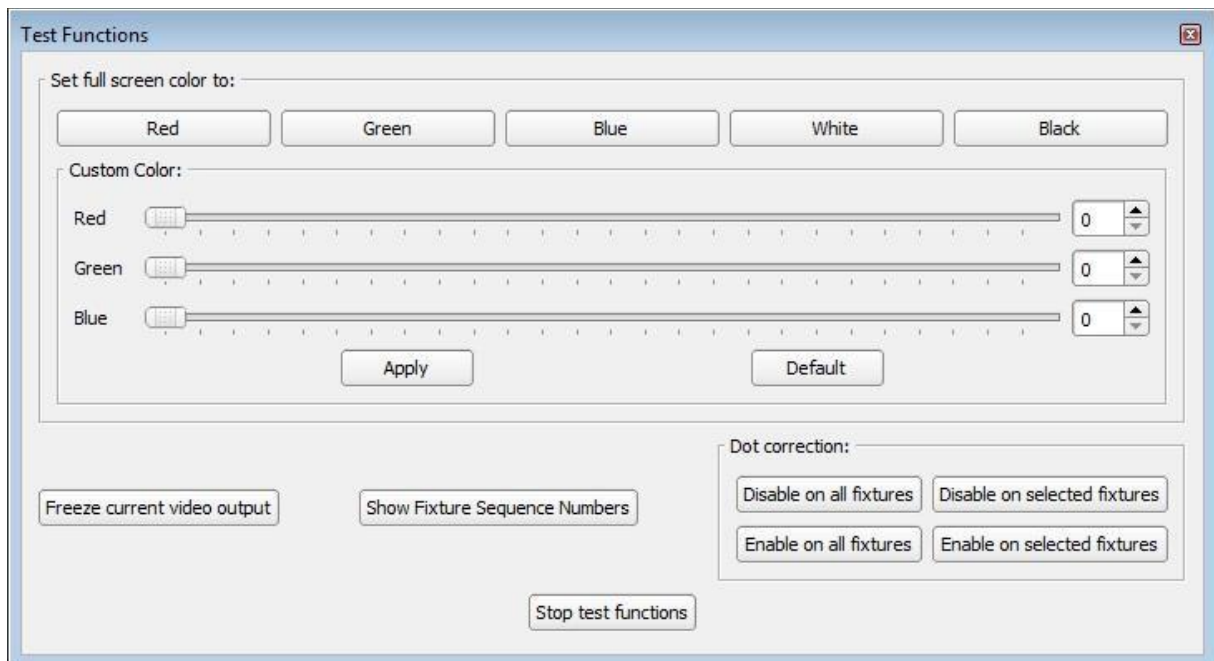 Test Functions
Set full screen color to:
Red Green Blue White Black
Custom Color:
Red 0
Green 0
Blue 0
Apply Default
Dot correction:
Freeze current video output Show Fixture Sequence Numbers Disable on all fixtures Disable on selected fixtures
Enable on all fixtures Enable on selected fixtures
Stop test functions